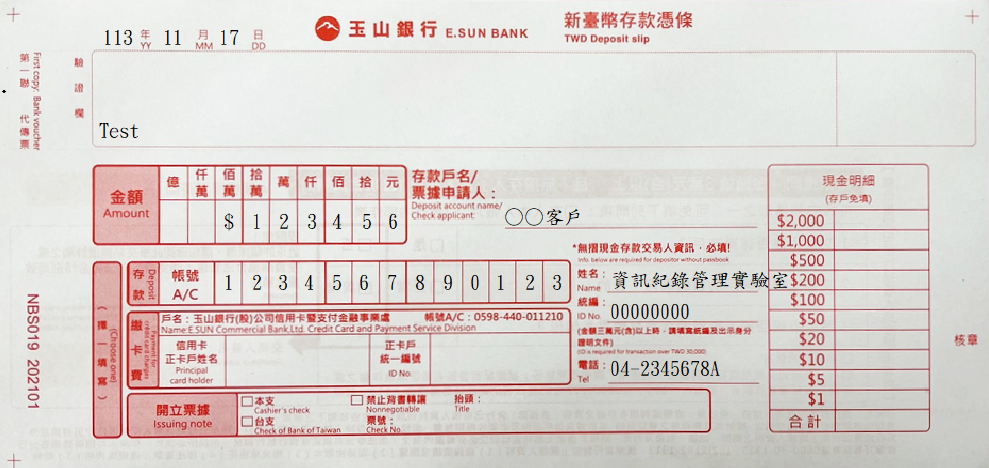 玉山銀行 E.SUN BANK
新臺幣存款憑條
TWD Deposit slip
113 年 YY 11 月 MM 17 日 DD
第一聯 代傳票
First copy: Bank voucher
驗證欄
Test
金額
Amount
億 仟萬 佰萬 拾萬 萬 仟 佰 拾 元
$ 1 2 3 4 5 6
存款戶名/
票據申請人：
Deposit account name/
Check applicant
○○客戶
*無摺現金存款交易人資訊，必填!
Info. below are required for depositor without passbook
姓名：
Name
資訊紀錄管理實驗室
統編：
ID No.
00000000
(金額三萬元(含)以上時，請填寫統編及出示身分證明文件)
(ID is required for transaction over TWD 30,000)
電話：
Tel
04-2345678A
(擇一填寫)
(Choose one)
存款
Deposit
帳號
A/C
1 2 3 4 5 6 7 8 9 0 1 2 3
繳卡費
Payment for credit card charges
戶名：玉山銀行(股)公司信用卡暨支付金融事業處 帳號A/C：0598-440-011210
Name:E.SUN Commercial Bank,Ltd. Credit Card and Payment Service Division
信用卡
正卡戶姓名
Principal
card holder
正卡戶
統一編號
ID No.
開立票據
Issuing note
□本支
Cashier's check
□台支
Check of Bank of Taiwan
□禁止背書轉讓
Nonnegotiable
票號：
Check No.
抬頭：
Title
現金明細
(存戶免填)
$2,000
$1,000
$500
$200
$100
$50
$20
$10
$5
$1
合計
核章
NBS019 202101